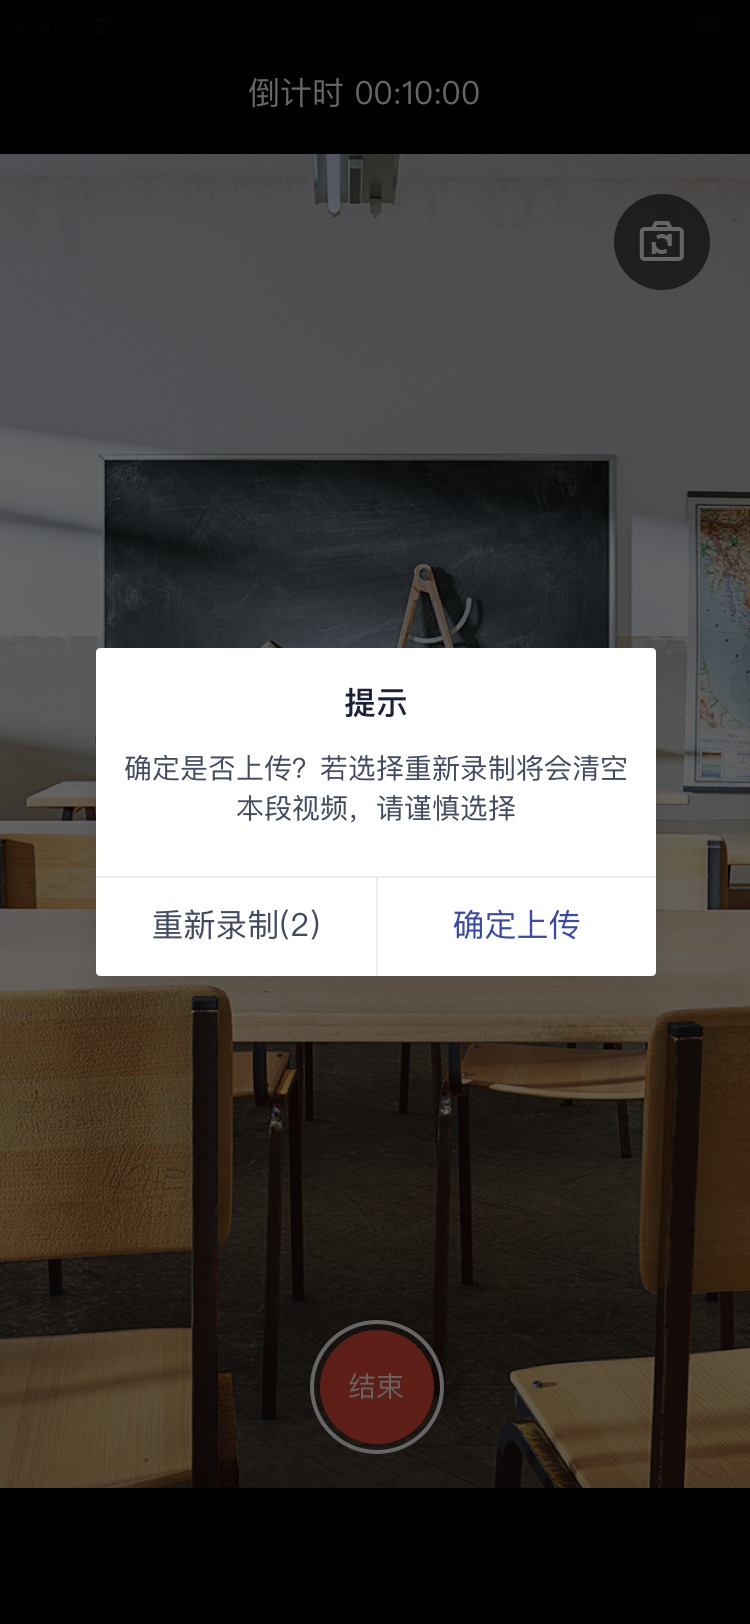 倒计时 00:10:00
提示
确定是否上传？若选择重新录制将会清空
本段视频，请谨慎选择
重新录制(2)
确定上传
结束